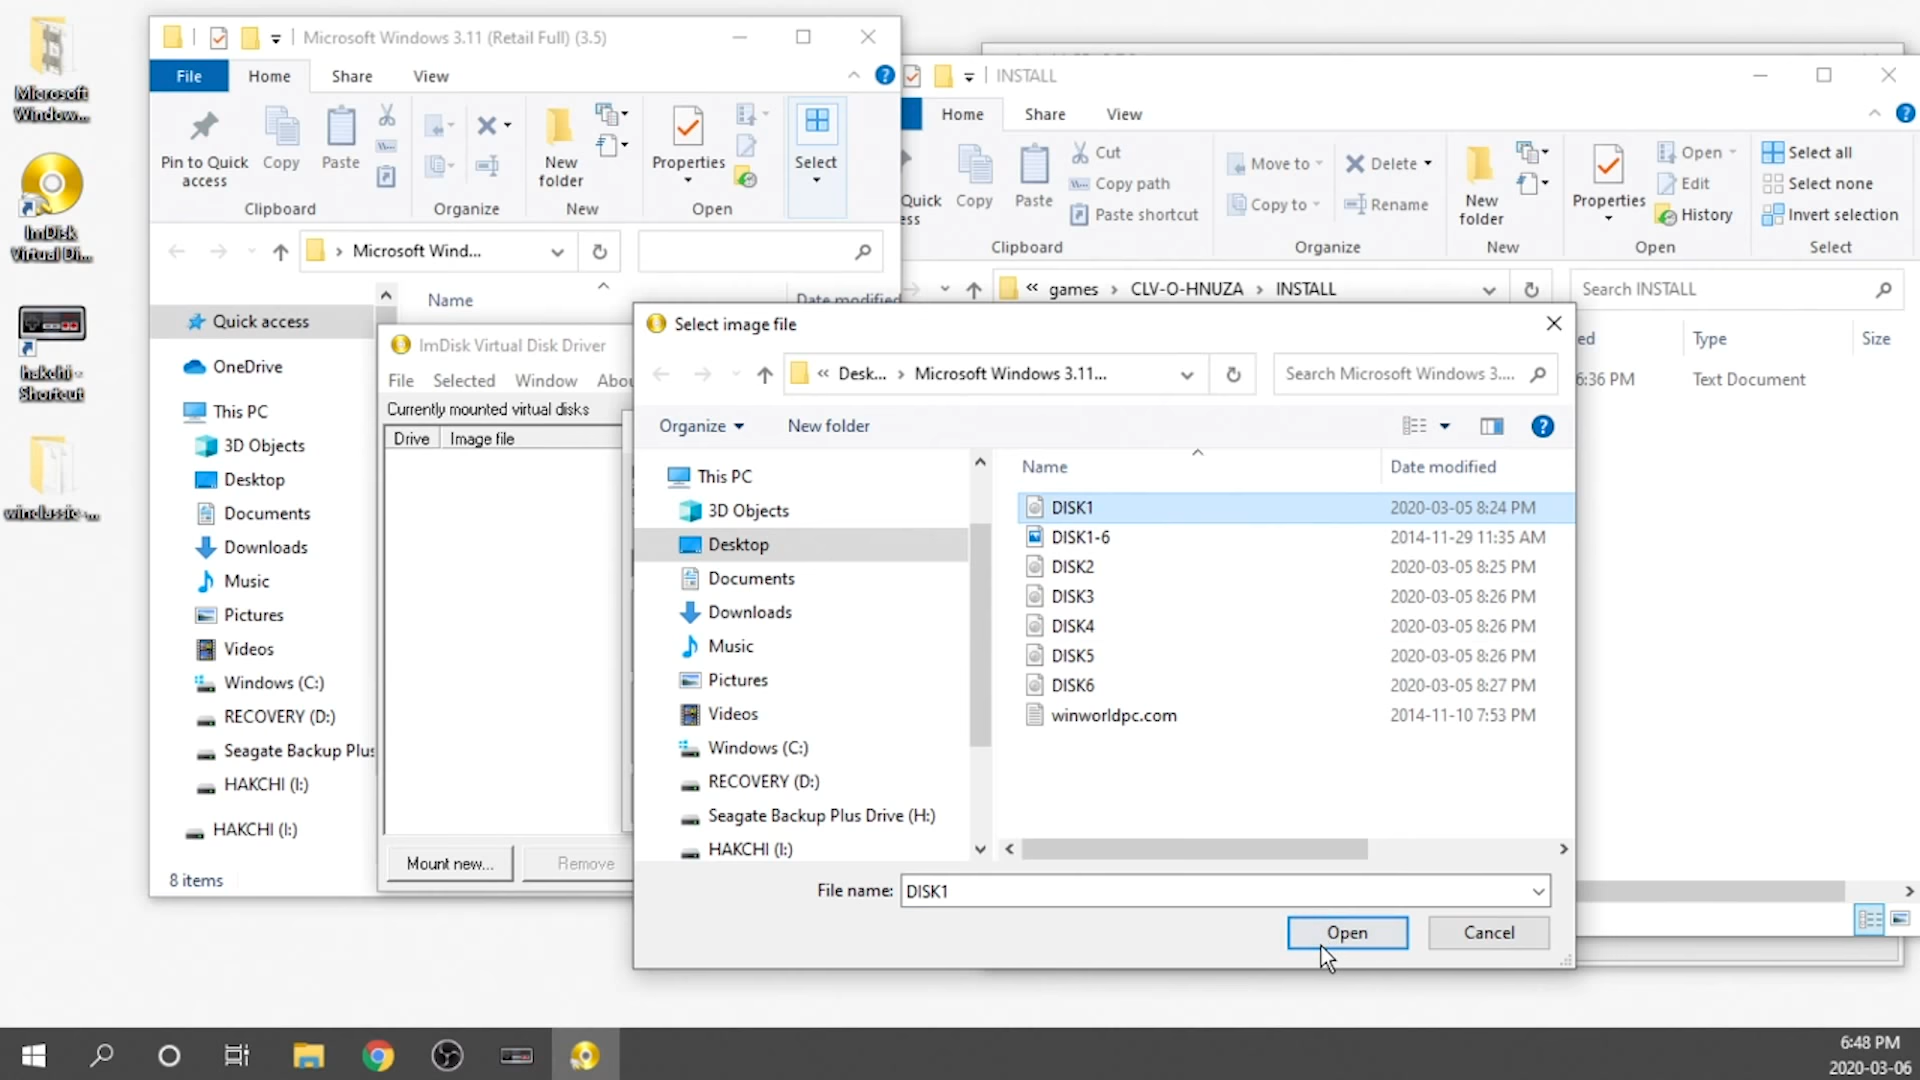 Microsoft
Window...
ImDisk
Virtual Di...
hakchi -
Shortcut
winclassic-...
Microsoft Windows 3.11 (Retail Full) (3.5)
File
Home
Share
View
Pin to Quick
access
Copy
Paste
New
folder
Properties
Select
Clipboard
Organize
New
Open
Microsoft Wind...
Name
Date modified
Quick access
OneDrive
This PC
3D Objects
Desktop
Documents
Downloads
Music
Pictures
Videos
Windows (C:)
RECOVERY (D:)
Seagate Backup Plus
HAKCHI (I:)
HAKCHI (I:)
8 items
INSTALL
Home
Share
View
Quick
ess
Copy
Paste
Cut
Copy path
Paste shortcut
Move to
Copy to
Delete
Rename
New
folder
Properties
Open
Edit
History
Select all
Select none
Invert selection
Clipboard
Organize
New
Open
Select
« games › CLV-O-HNUZA › INSTALL
Search INSTALL
ed
Type
Size
6:36 PM
Text Document
ImDisk Virtual Disk Driver
File
Selected
Window
Abou
Currently mounted virtual disks
Drive
Image file
Mount new...
Remove
Select image file
« Desk... › Microsoft Windows 3.11...
Search Microsoft Windows 3....
Organize
New folder
This PC
3D Objects
Desktop
Documents
Downloads
Music
Pictures
Videos
Windows (C:)
RECOVERY (D:)
Seagate Backup Plus Drive (H:)
HAKCHI (I:)
Name
Date modified
DISK1 2020-03-05 8:24 PM
DISK1-6 2014-11-29 11:35 AM
DISK2 2020-03-05 8:25 PM
DISK3 2020-03-05 8:26 PM
DISK4 2020-03-05 8:26 PM
DISK5 2020-03-05 8:26 PM
DISK6 2020-03-05 8:27 PM
winworldpc.com 2014-11-10 7:53 PM
File name: DISK1
Open
Cancel
6:48 PM
2020-03-06